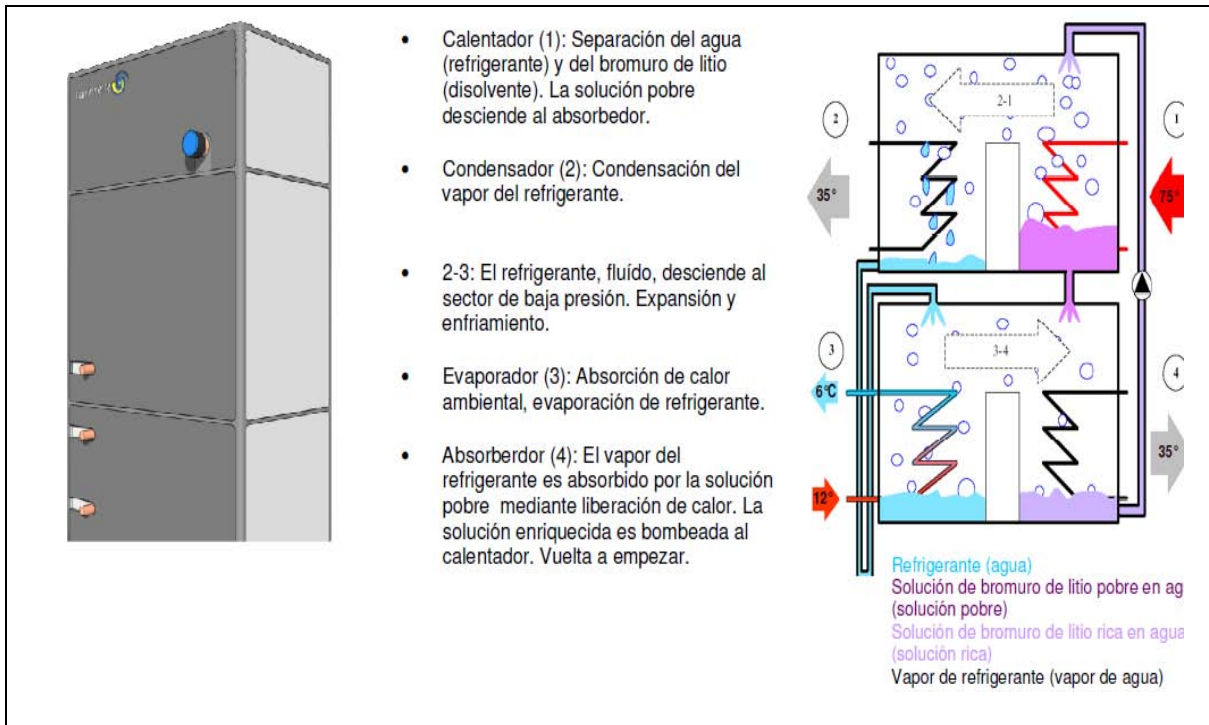 • Calentador (1): Separación del agua
(refrigerante) y del bromuro de litio
(disolvente). La solución pobre
desciende al absorbedor.
• Condensador (2): Condensación del
vapor del refrigerante.
• 2-3: El refrigerante, fluído, desciende al
sector de baja presión. Expansión y
enfriamiento.
• Evaporador (3): Absorción de calor
ambiental, evaporación de refrigerante.
• Absorberdor (4): El vapor del
refrigerante es absorbido por la solución
pobre mediante liberación de calor. La
solución enriquecida es bombeada al
calentador. Vuelta a empezar.
2-1
2
1
35°
75°
3-4
3
4
6°C
35°
12°
Refrigerante (agua)
Solución de bromuro de litio pobre en ag
(solución pobre)
Solución de bromuro de litio rica en agua
(solución rica)
Vapor de refrigerante (vapor de agua)